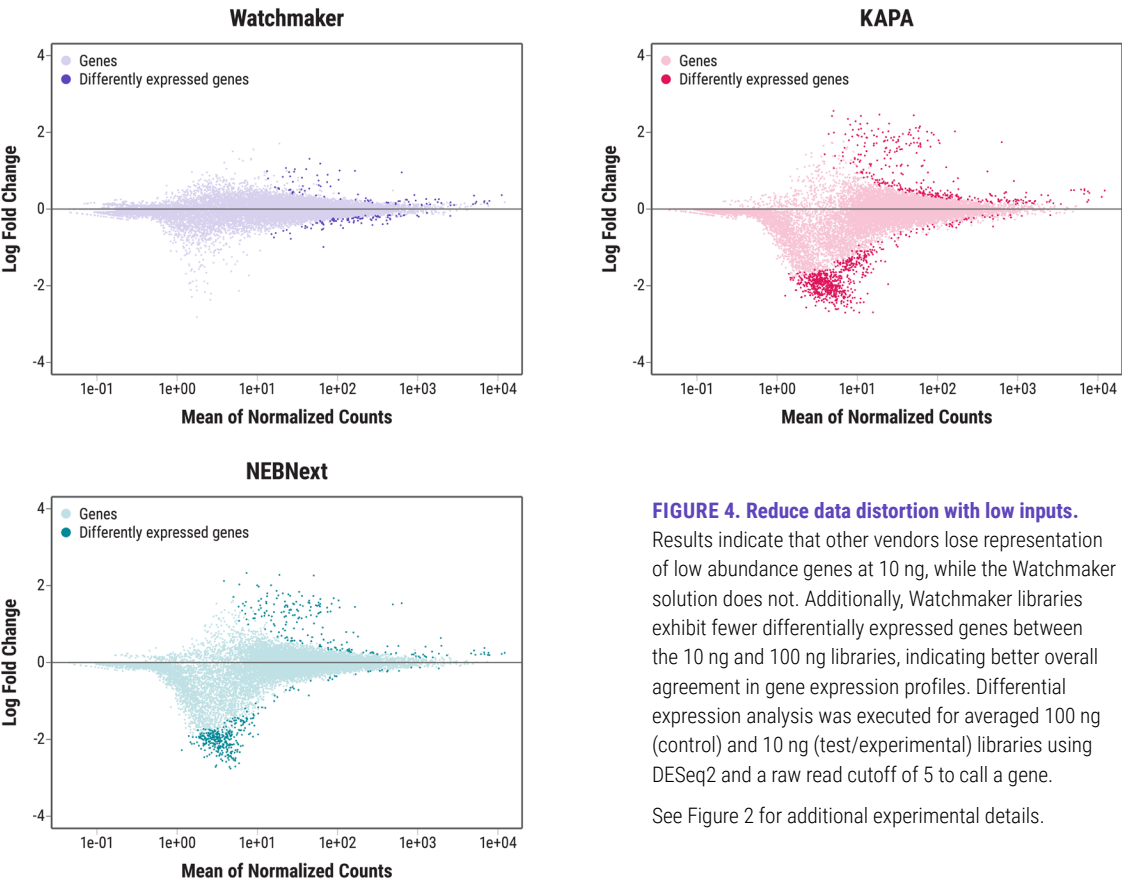 Watchmaker
Genes
Differently expressed genes
4
2
0
-2
-4
Log Fold Change
1e-01 1e+00 1e+01 1e+02 1e+03 1e+04
Mean of Normalized Counts
KAPA
Genes
Differently expressed genes
4
2
0
-2
-4
Log Fold Change
1e-01 1e+00 1e+01 1e+02 1e+03 1e+04
Mean of Normalized Counts
NEBNext
Genes
Differently expressed genes
4
2
0
-2
-4
Log Fold Change
1e-01 1e+00 1e+01 1e+02 1e+03 1e+04
Mean of Normalized Counts
FIGURE 4. Reduce data distortion with low inputs.
Results indicate that other vendors lose representation
of low abundance genes at 10 ng, while the Watchmaker
solution does not. Additionally, Watchmaker libraries
exhibit fewer differentially expressed genes between
the 10 ng and 100 ng libraries, indicating better overall
agreement in gene expression profiles. Differential
expression analysis was executed for averaged 100 ng
(control) and 10 ng (test/experimental) libraries using
DESeq2 and a raw read cutoff of 5 to call a gene.
See Figure 2 for additional experimental details.